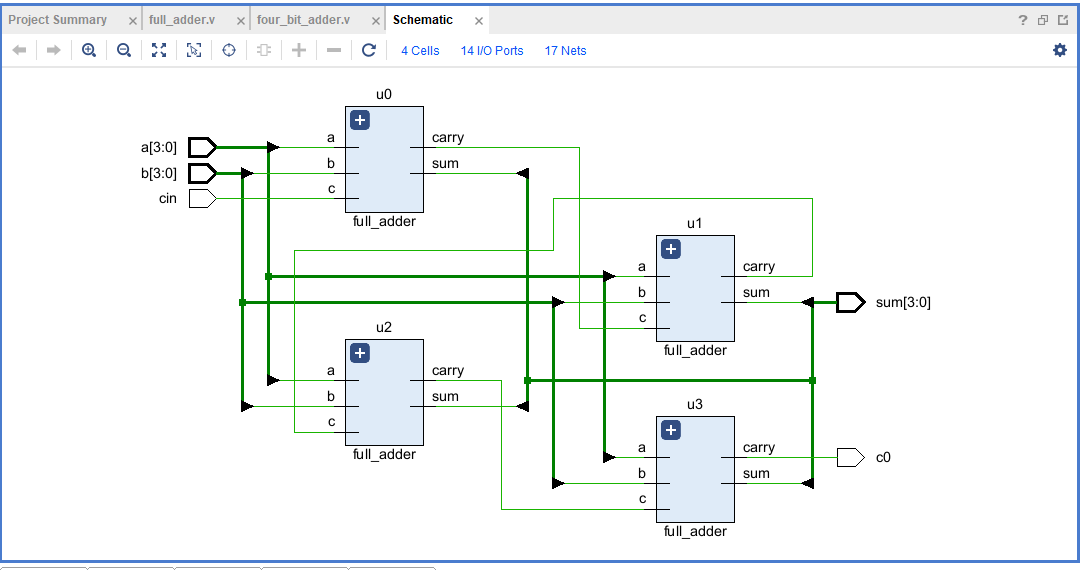 Project Summary × full_adder.v × four_bit_adder.v × Schematic × ?
4 Cells 14 I/O Ports 17 Nets
u0
a[3:0] a carry
b[3:0] b sum
cin c
full_adder
u1
a carry
b sum sum[3:0]
c
full_adder
u2
a carry
b sum
c
full_adder
u3
a carry c0
b sum
c
full_adder